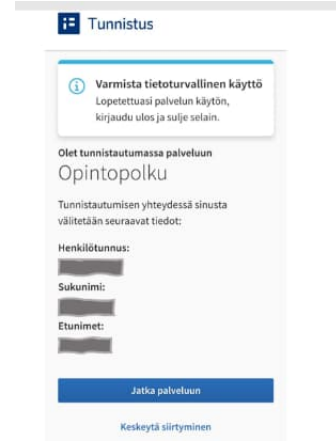 Tunnistus
Varmista tietoturvallinen käyttö
Lopetettuasi palvelun käytön,
kirjaudu ulos ja sulje selain.
Olet tunnistautumassa palveluun
Opintopolku
Tunnistautumisen yhteydessä sinusta
välitetään seuraavat tiedot:
Henkilötunnus:
Sukunimi:
Etunimet:
Jatka palveluun
Keskeytä siirtyminen